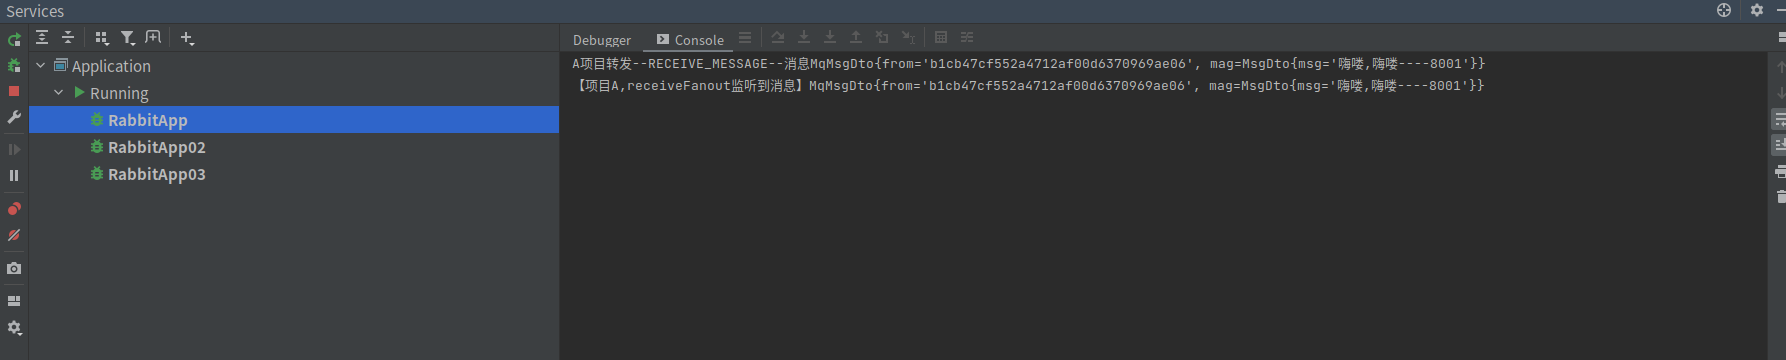 Services
Debugger
Console
Application
Running
RabbitApp
RabbitApp02
RabbitApp03
A项目转发--RECEIVE_MESSAGE--消息MqMsgDto{from='b1cb47cf552a4712af00d6370969ae06', mag=MsgDto{msg='嗨喽,嗨喽----8001'}}
【项目A,receiveFanout监听到消息】MqMsgDto{from='b1cb47cf552a4712af00d6370969ae06', mag=MsgDto{msg='嗨喽,嗨喽----8001'}}